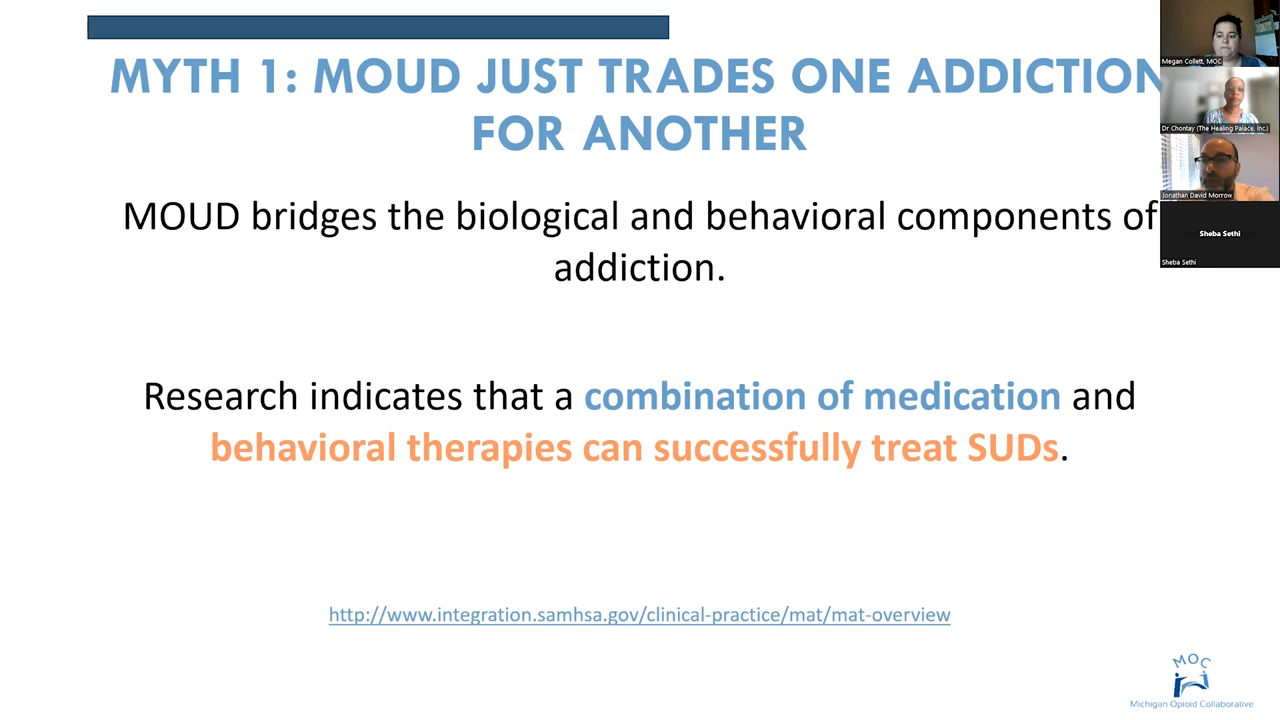 MYTH 1: MOUD JUST TRADES ONE ADDICTION
FOR ANOTHER
MOUD bridges the biological and behavioral components of
addiction.
Research indicates that a combination of medication and
behavioral therapies can successfully treat SUDs.
http://www.integration.samhsa.gov/clinical-practice/mat/mat-overview
Megan Collett, MOC
Dr Chontay (The Healing Palace, Inc.)
Jonathan David Morrow
Sheba Sethi
Sheba Sethi
MOC
Michigan Opioid Collaborative